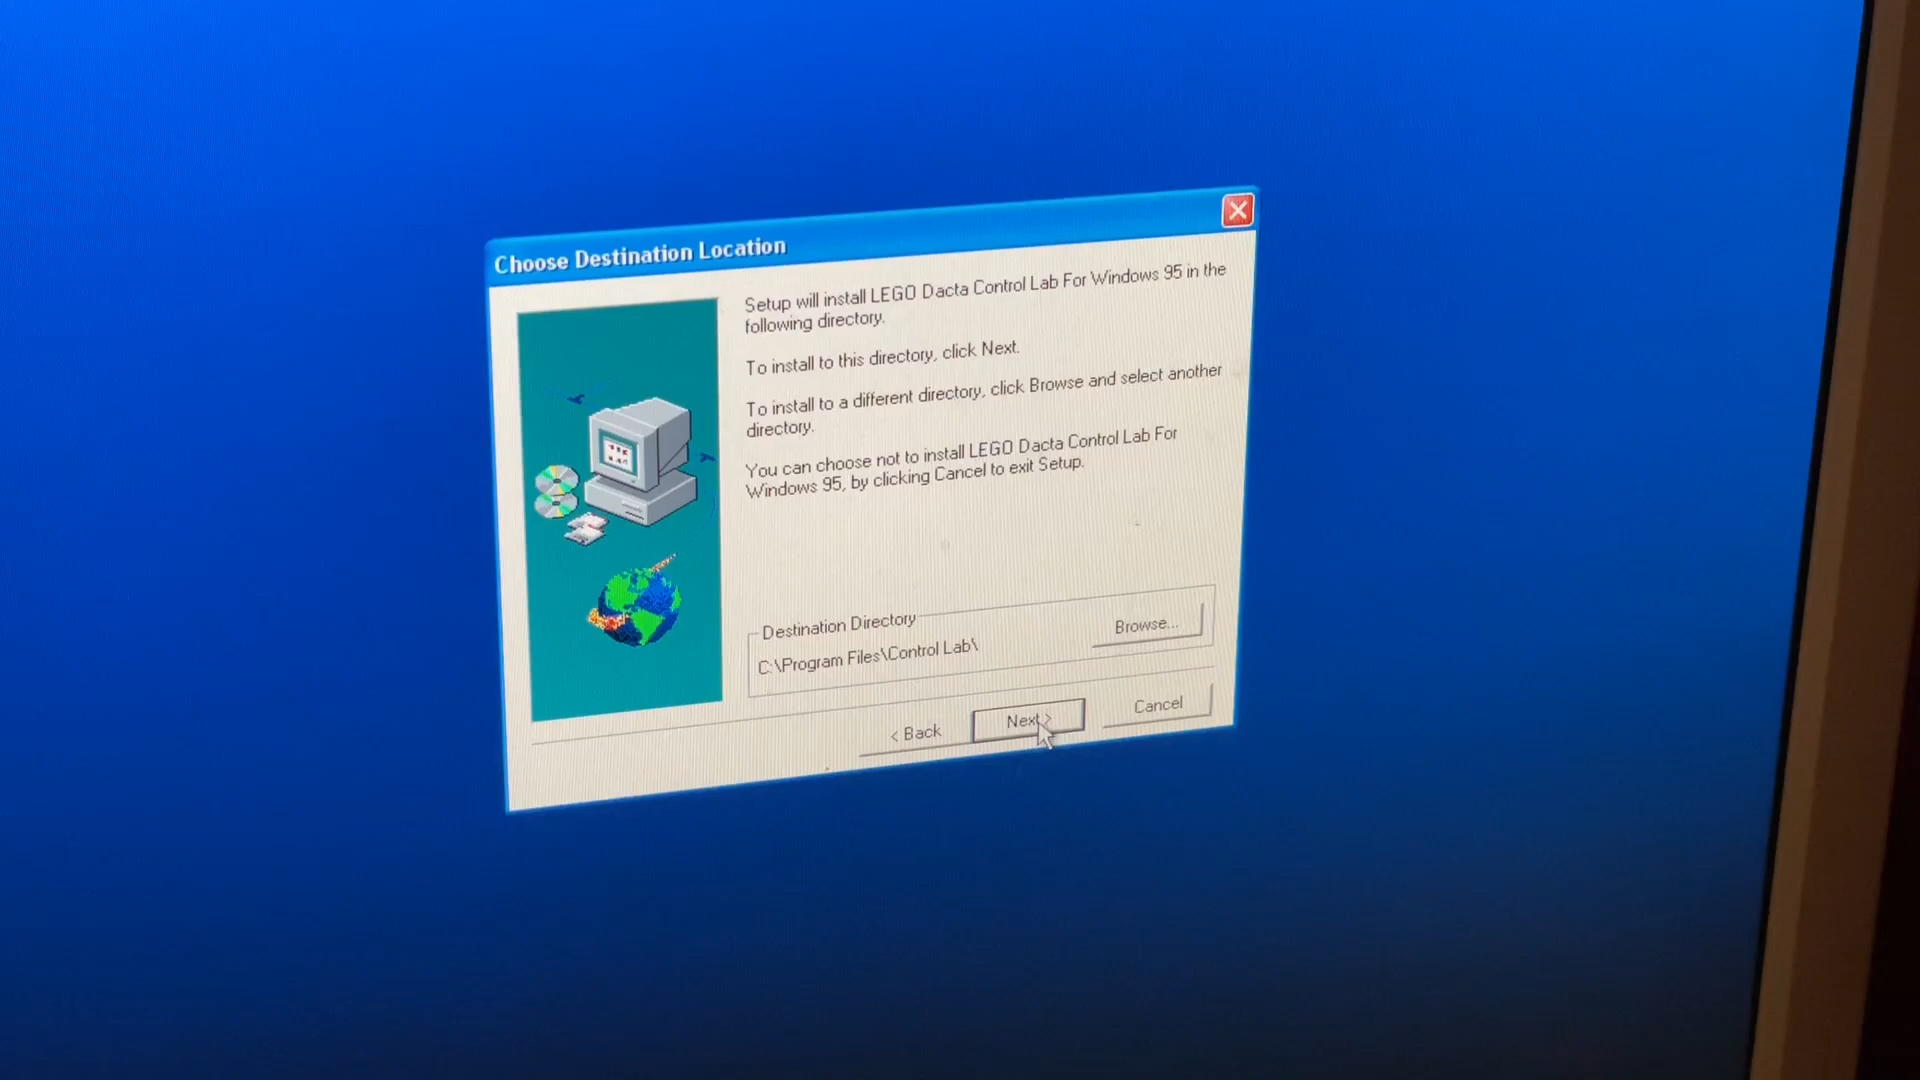 Choose Destination Location
Setup will install LEGO Dacta Control Lab For Windows 95 in the
following directory.
To install to this directory, click Next.
To install to a different directory, click Browse and select another
directory.
You can choose not to install LEGO Dacta Control Lab For
Windows 95, by clicking Cancel to exit Setup.
Destination Directory
C:\Program Files\Control Lab\
Browse...
< Back
Next >
Cancel